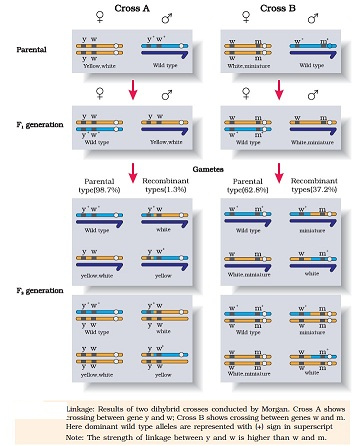 Cross A Cross B
♀ ♂ ♀ ♂
Parental
y w y⁺ w⁺ w m w⁺ m⁺
Yellow,white Wild type White,miniature Wild type
♀ ♂ ♀ ♂
F₁ generation
y w w m w m
Wild type Yellow,white Wild type White,miniature
Gametes
Parental Recombinant Parental Recombinant
type(98.7%) types(1.3%) type(62.8%) types(37.2%)
y⁺ w⁺ y⁺ w w⁺ m⁺ w⁺ m
Wild type white Wild type miniature
y w y w⁺ w m w m⁺
yellow,white yellow White,miniature white
F₂ generation
y⁺ w⁺ y⁺ w w⁺ m⁺ w⁺ m
y w y w w m w m
Wild type white Wild type miniature
y w y w⁺ w m w m⁺
y w y w w m w m
yellow,white yellow White,miniature white
Linkage: Results of two dihybrid crosses conducted by Morgan. Cross A shows
crossing between gene y and w; Cross B shows crossing between genes w and m.
Here dominant wild type alleles are represented with (+) sign in superscript
Note: The strength of linkage between y and w is higher than w and m.